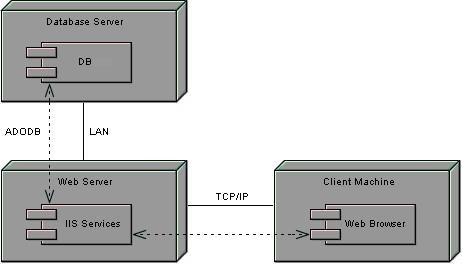 Database Server
DB
ADODB
LAN
Web Server
TCP/IP
Client Machine
IIS Services
Web Browser